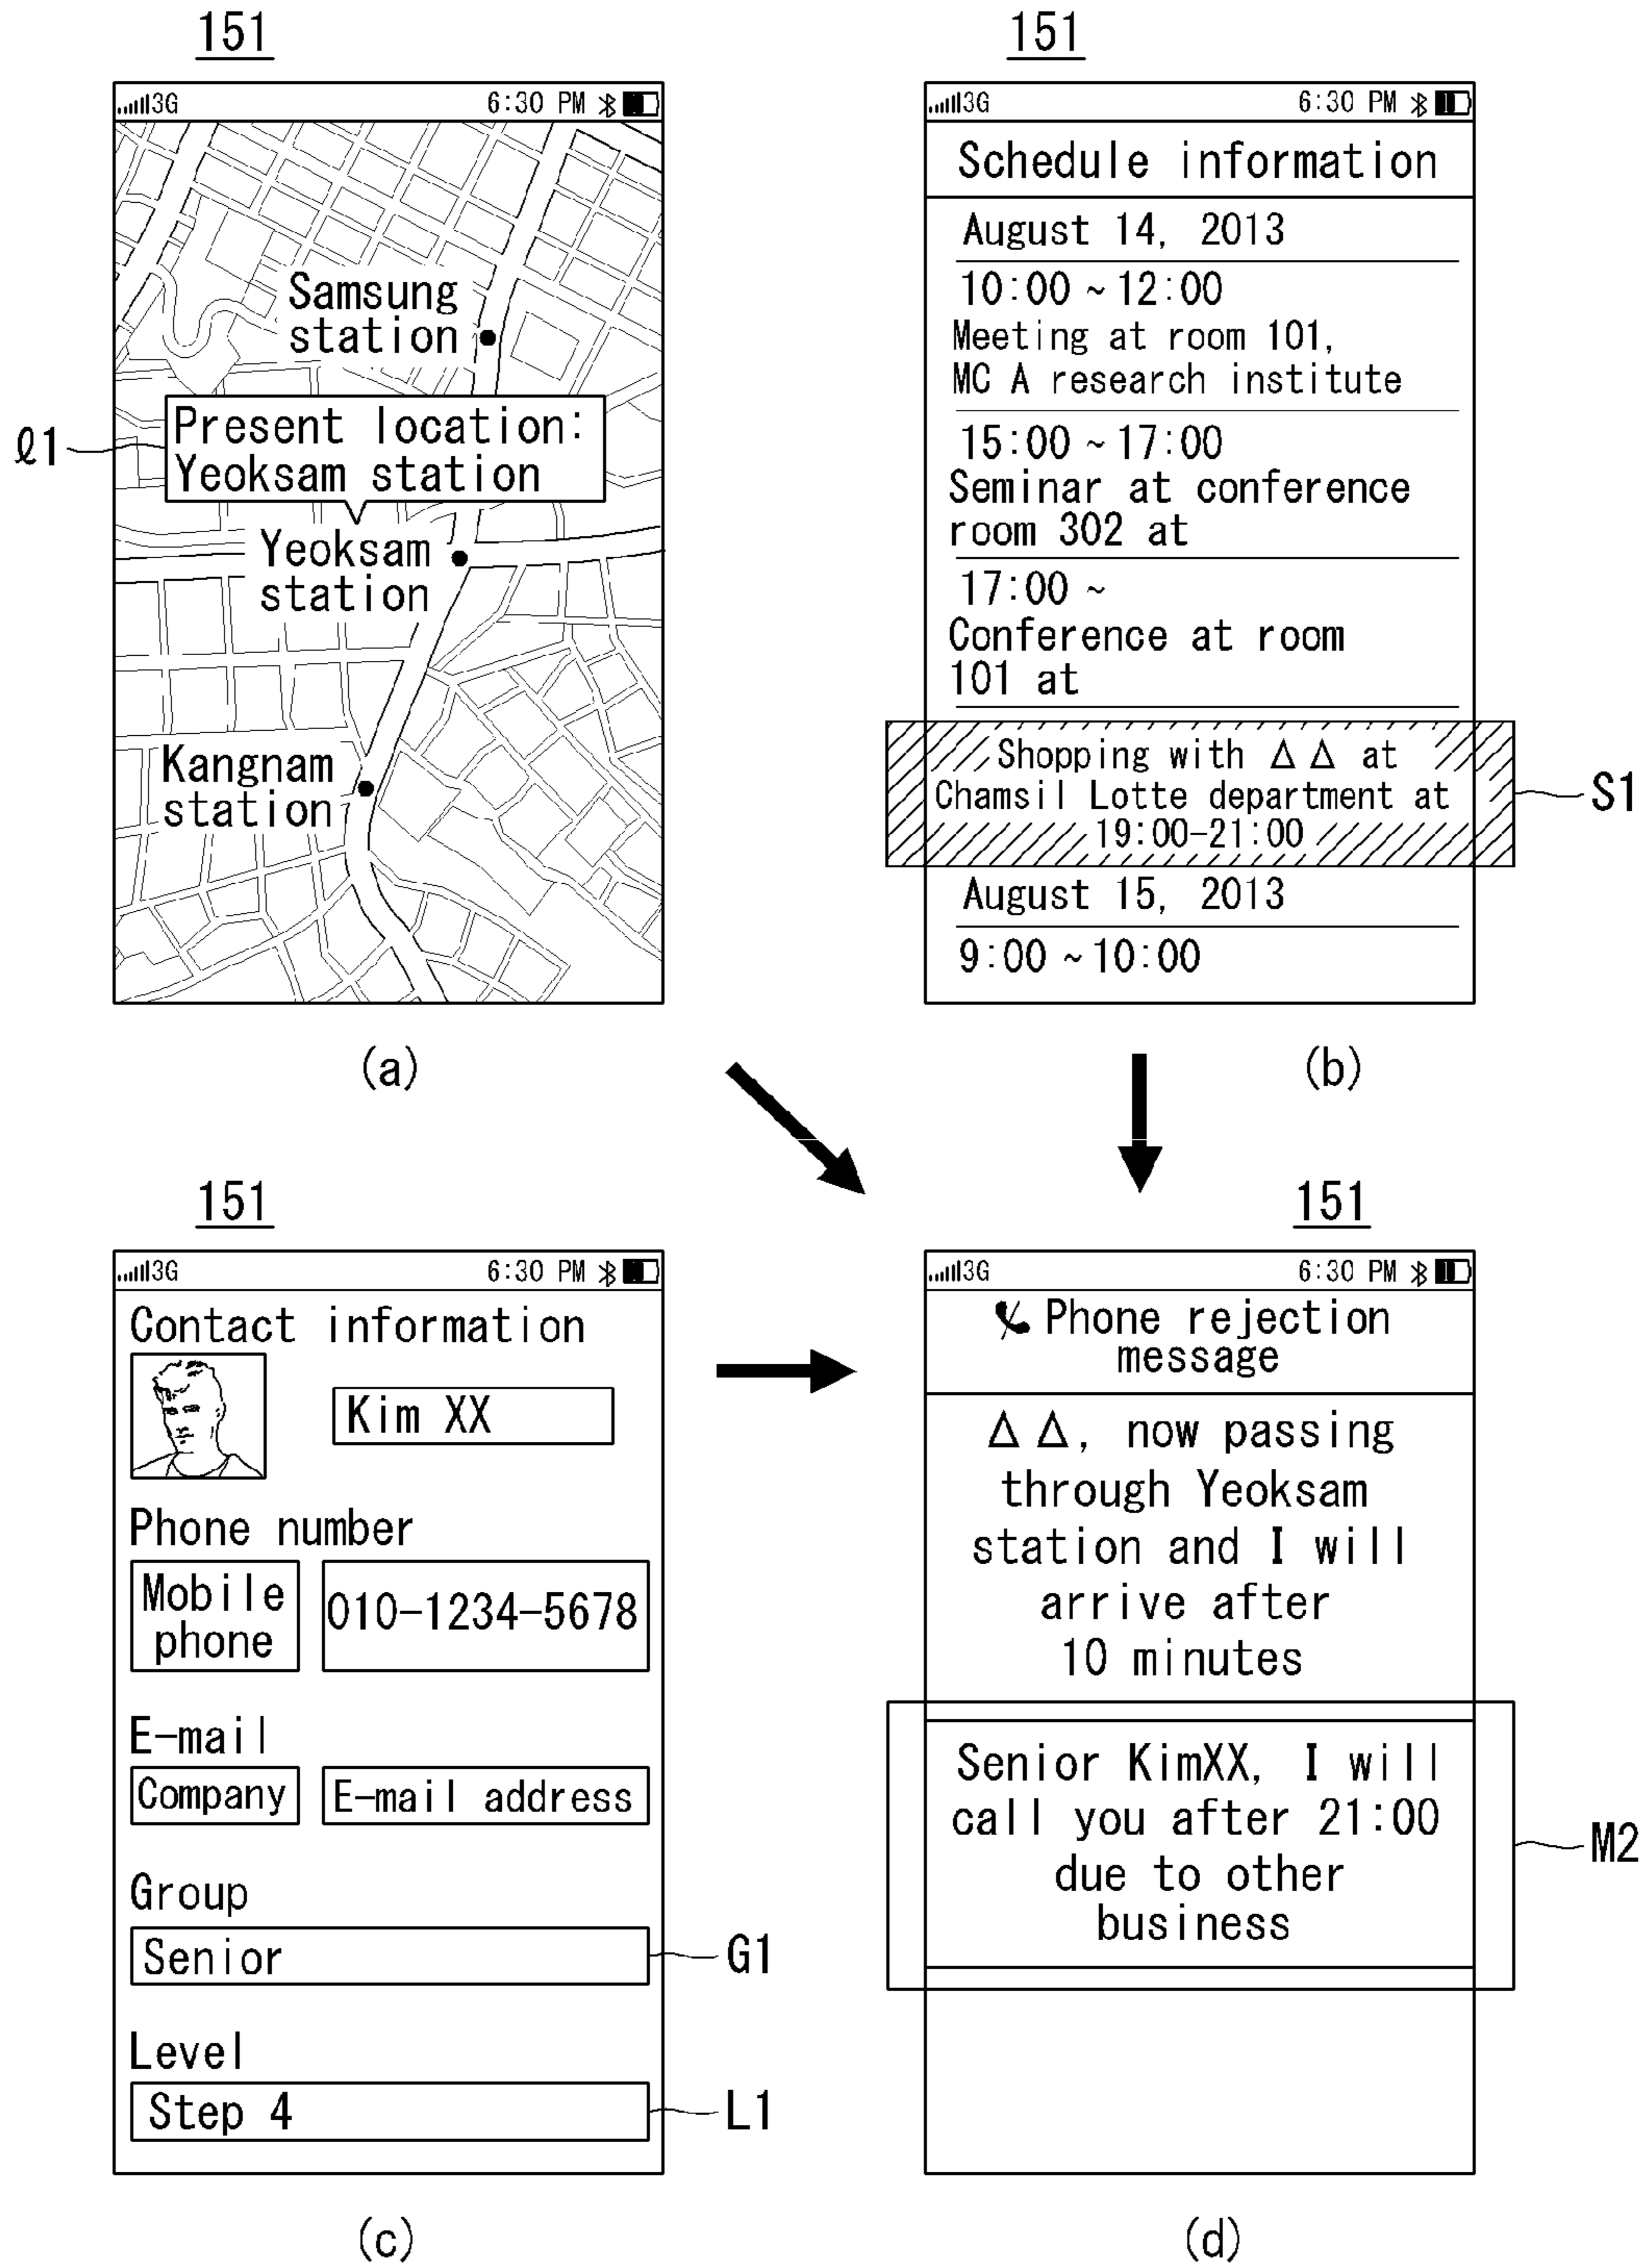 151
3G 6:30 PM
Samsung
station
ℓ1
Present location:
Yeoksam station
Yeoksam
station
Kangnam
station
(a)
151
3G 6:30 PM
Schedule information
August 14, 2013
10:00 ~ 12:00
Meeting at room 101,
MC A research institute
15:00 ~ 17:00
Seminar at conference
room 302 at
17:00 ~
Conference at room
101 at
Shopping with Δ Δ at
Chamsil Lotte department at
19:00-21:00
S1
August 15, 2013
9:00 ~ 10:00
(b)
151
3G 6:30 PM
Contact information
Kim XX
Phone number
Mobile
phone
010-1234-5678
E-mail
Company
E-mail address
Group
Senior
G1
Level
Step 4
L1
(c)
151
3G 6:30 PM
Phone rejection
message
Δ Δ, now passing
through Yeoksam
station and I will
arrive after
10 minutes
Senior KimXX, I will
call you after 21:00
due to other
business
M2
(d)